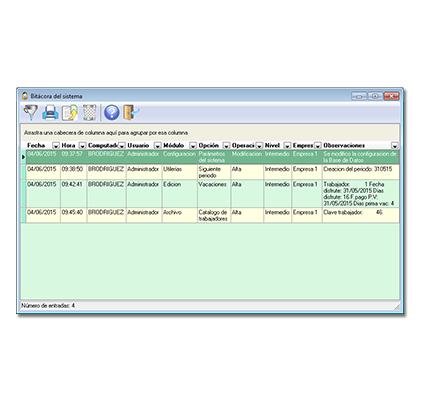 Bitácora del sistema
Arrastra una cabecera de columna aquí para agrupar por esa columna
Fecha Hora Computado Usuario Módulo Opción Operaci Nivel Empres Observaciones
04/06/2015 09:37:57 BRODRIGUEZ Administrador Configuracion Parámetros del sistema Modificacion Intermedio Empresa 1 Se modifico la configuracion de la Base de Datos
04/06/2015 09:38:50 BRODRIGUEZ Administrador Utilerias Siguiente periodo Alta Intermedio Empresa 1 Creacion del periodo: 310515
04/06/2015 09:42:41 BRODRIGUEZ Administrador Edicion Vacaciones Alta Intermedio Empresa 1 Trabajador: 1 Fecha disfrute: 31/05/2015 Dias disfrute: 16 F.pago P.V: 31/05/2015 Dias prima vac: 4
04/06/2015 09:45:40 BRODRIGUEZ Administrador Archivo Catalogo de trabajadores Alta Intermedio Empresa 1 Clave trabajador: 46
Número de entradas: 4